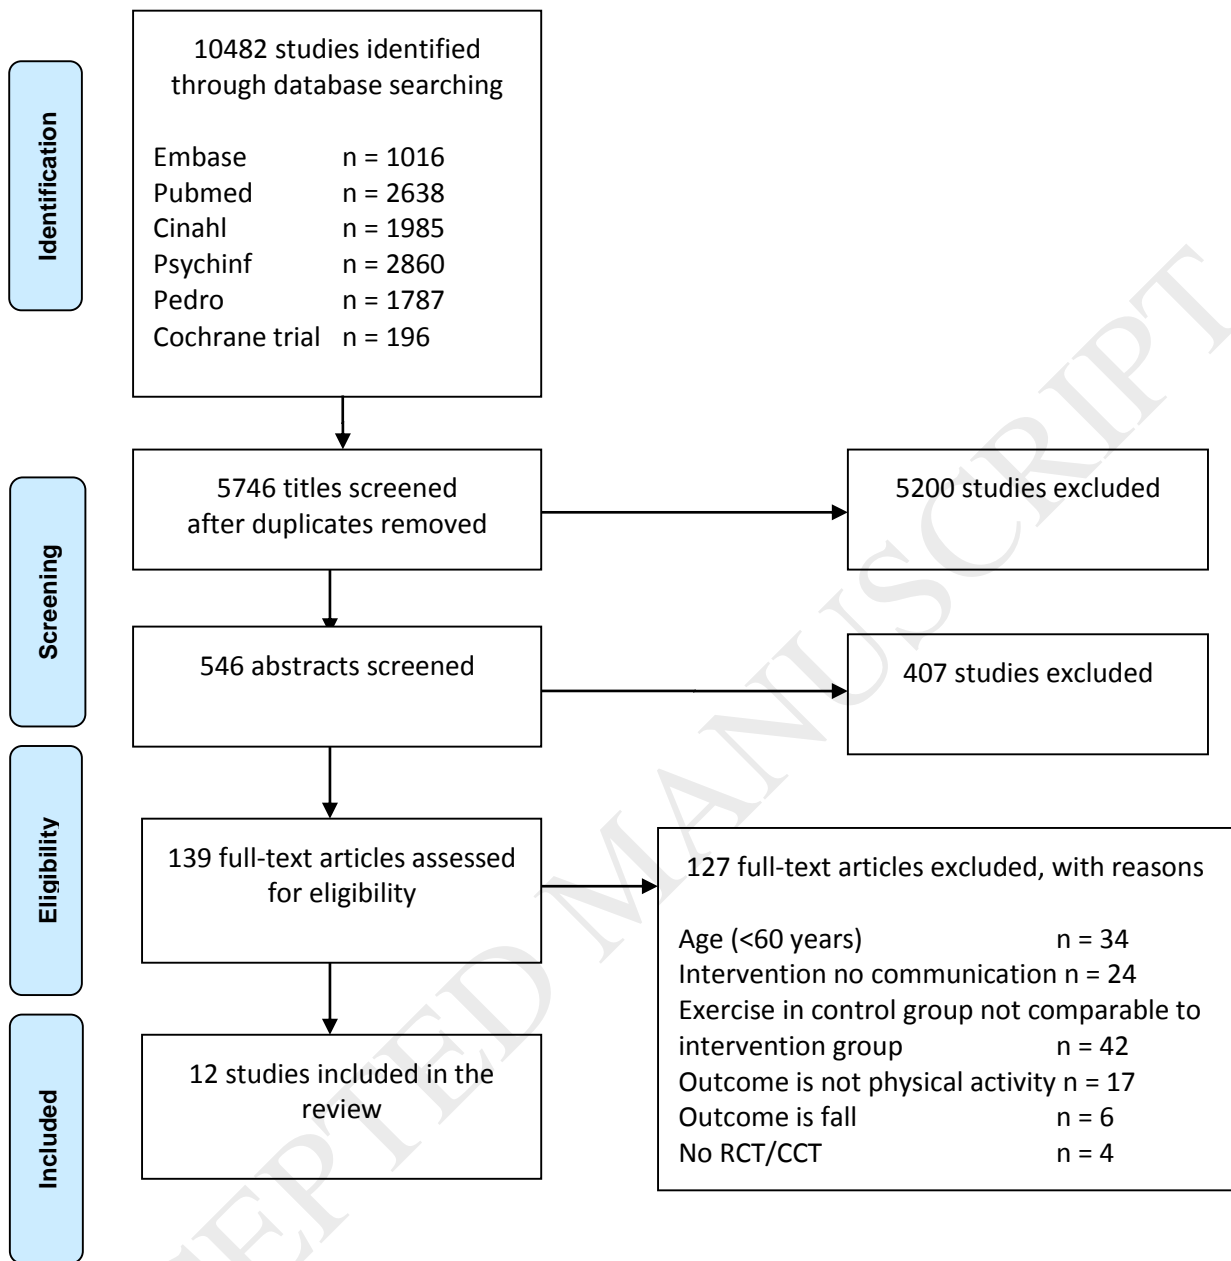 Identification
10482 studies identified
through database searching
Embase n = 1016
Pubmed n = 2638
Cinahl n = 1985
Psychinf n = 2860
Pedro n = 1787
Cochrane trial n = 196
Screening
5746 titles screened
after duplicates removed
5200 studies excluded
546 abstracts screened
407 studies excluded
Eligibility
139 full-text articles assessed
for eligibility
127 full-text articles excluded, with reasons
Age (<60 years) n = 34
Intervention no communication n = 24
Exercise in control group not comparable to
intervention group n = 42
Outcome is not physical activity n = 17
Outcome is fall n = 6
No RCT/CCT n = 4
Included
12 studies included in the
review
CEPTED MANUSCRIPT